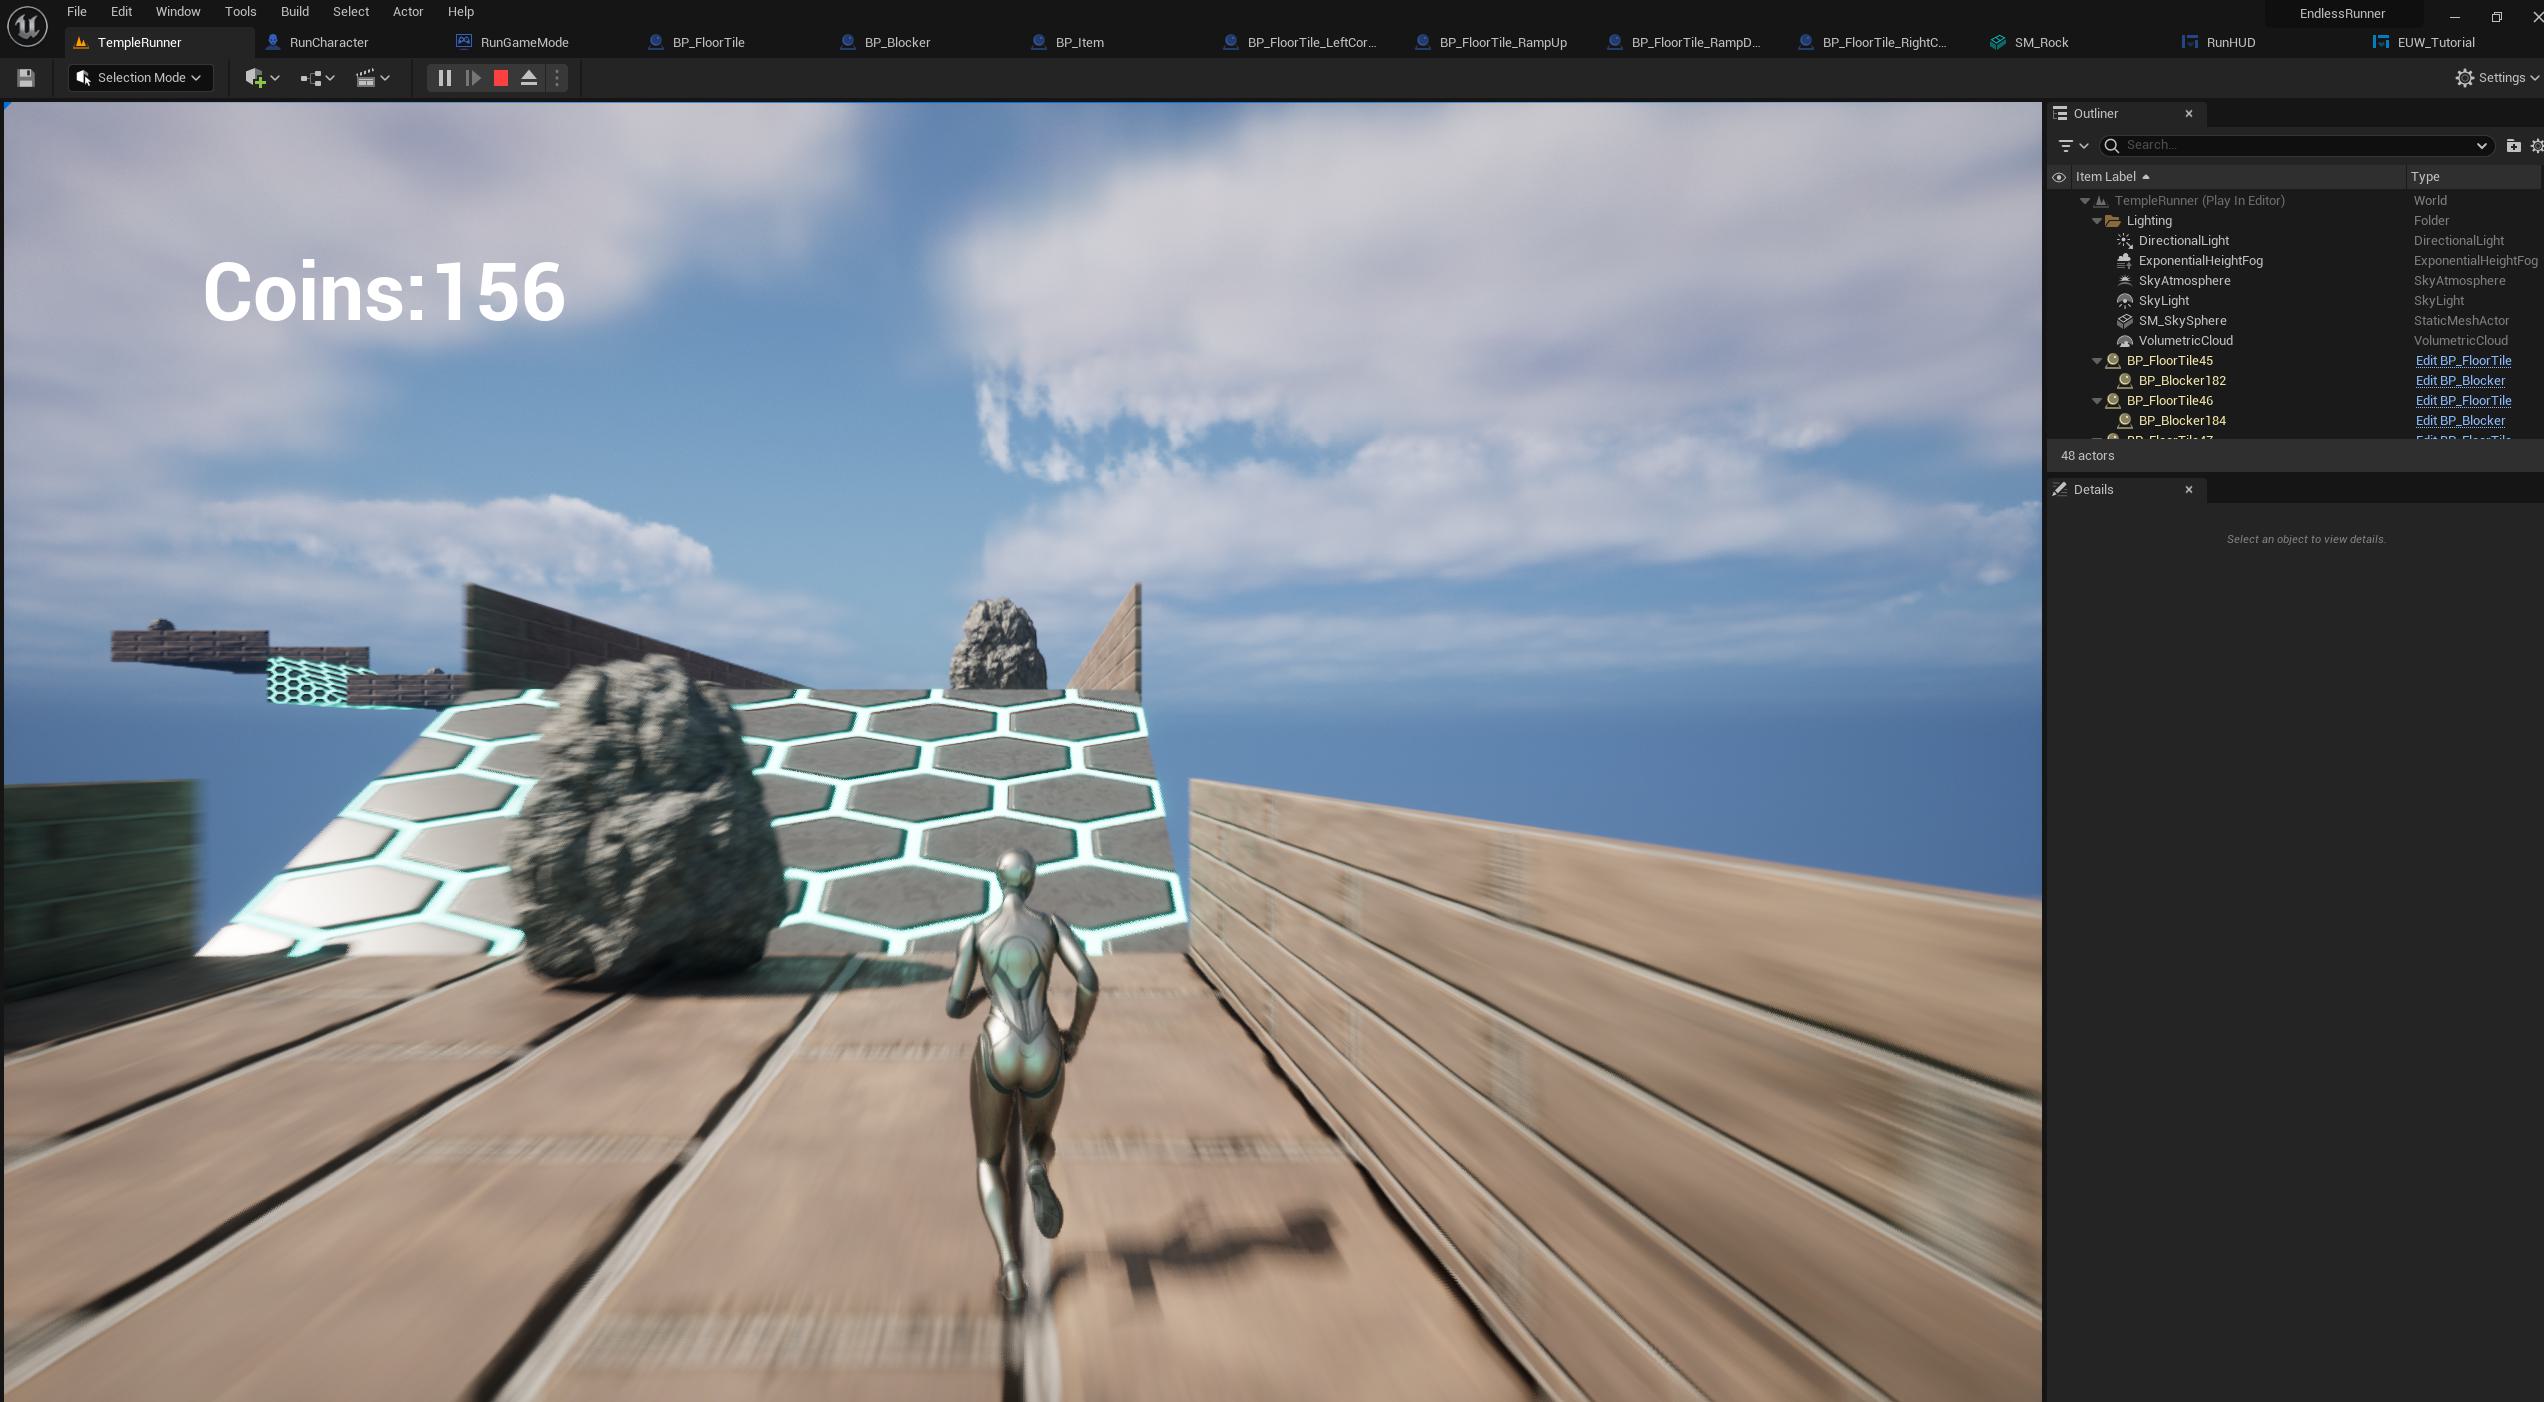 File Edit Window Tools Build Select Actor Help
EndlessRunner
TempleRunner RunCharacter RunGameMode BP_FloorTile BP_Blocker BP_Item BP_FloorTile_LeftCor... BP_FloorTile_RampUp BP_FloorTile_RampD... BP_FloorTile_RightC... SM_Rock RunHUD EUW_Tutorial
Selection Mode Settings
Coins:156
Outliner
Search...
Item Label Type
TempleRunner (Play In Editor) World
Lighting Folder
DirectionalLight DirectionalLight
ExponentialHeightFog ExponentialHeightFog
SkyAtmosphere SkyAtmosphere
SkyLight SkyLight
SM_SkySphere StaticMeshActor
VolumetricCloud VolumetricCloud
BP_FloorTile45 Edit BP_FloorTile
BP_Blocker182 Edit BP_Blocker
BP_FloorTile46 Edit BP_FloorTile
BP_Blocker184 Edit BP_Blocker
48 actors
Details
Select an object to view details.